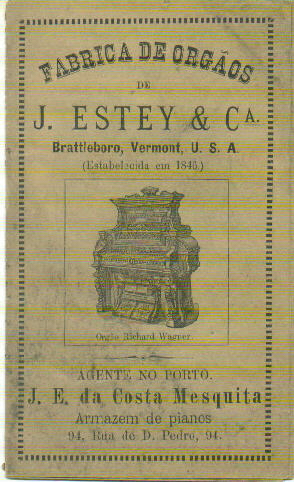 FABRICA DE ORGÃOS
DE
J. ESTEY & CA.
Brattleboro, Vermont, U. S. A.
(Estabelecida em 1846.)
Orgão Richard Wagner.
AGENTE NO PORTO.
J. E. da Costa Mesquita
Armazem de pianos
94, Rua de D. Pedro, 94.